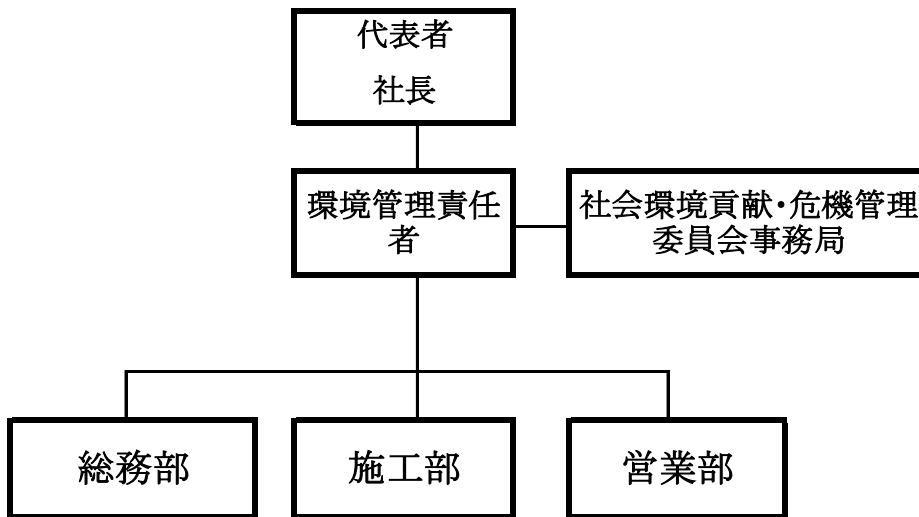 代表者
社長
環境管理責任
者
社会環境貢献・危機管理
委員会事務局
総務部
施工部
営業部